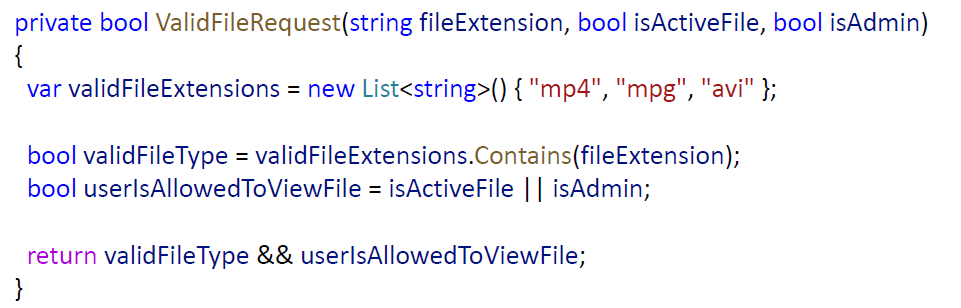 private bool ValidFileRequest(string fileExtension, bool isActiveFile, bool isAdmin)
{
  var validFileExtensions = new List<string>() { "mp4", "mpg", "avi" };

  bool validFileType = validFileExtensions.Contains(fileExtension);
  bool userIsAllowedToViewFile = isActiveFile || isAdmin;

  return validFileType && userIsAllowedToViewFile;
}